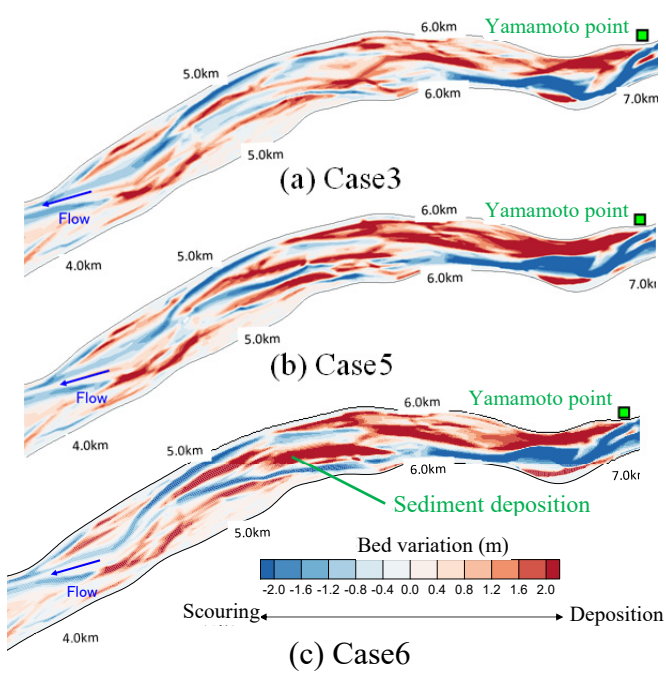 6.0km
Yamamoto point
5.0km
6.0km
7.0km
5.0km
(a) Case3
Flow
4.0km
6.0km
Yamamoto point
5.0km
6.0km
7.0k
5.0km
(b) Case5
Flow
4.0km
6.0km
Yamamoto point
5.0km
6.0km
7.0k
Sediment deposition
5.0km
Bed variation (m)
-2.0 -1.6 -1.2 -0.8 -0.4 0.0 0.4 0.8 1.2 1.6 2.0
Flow
Scouring
Deposition
4.0km
(c) Case6